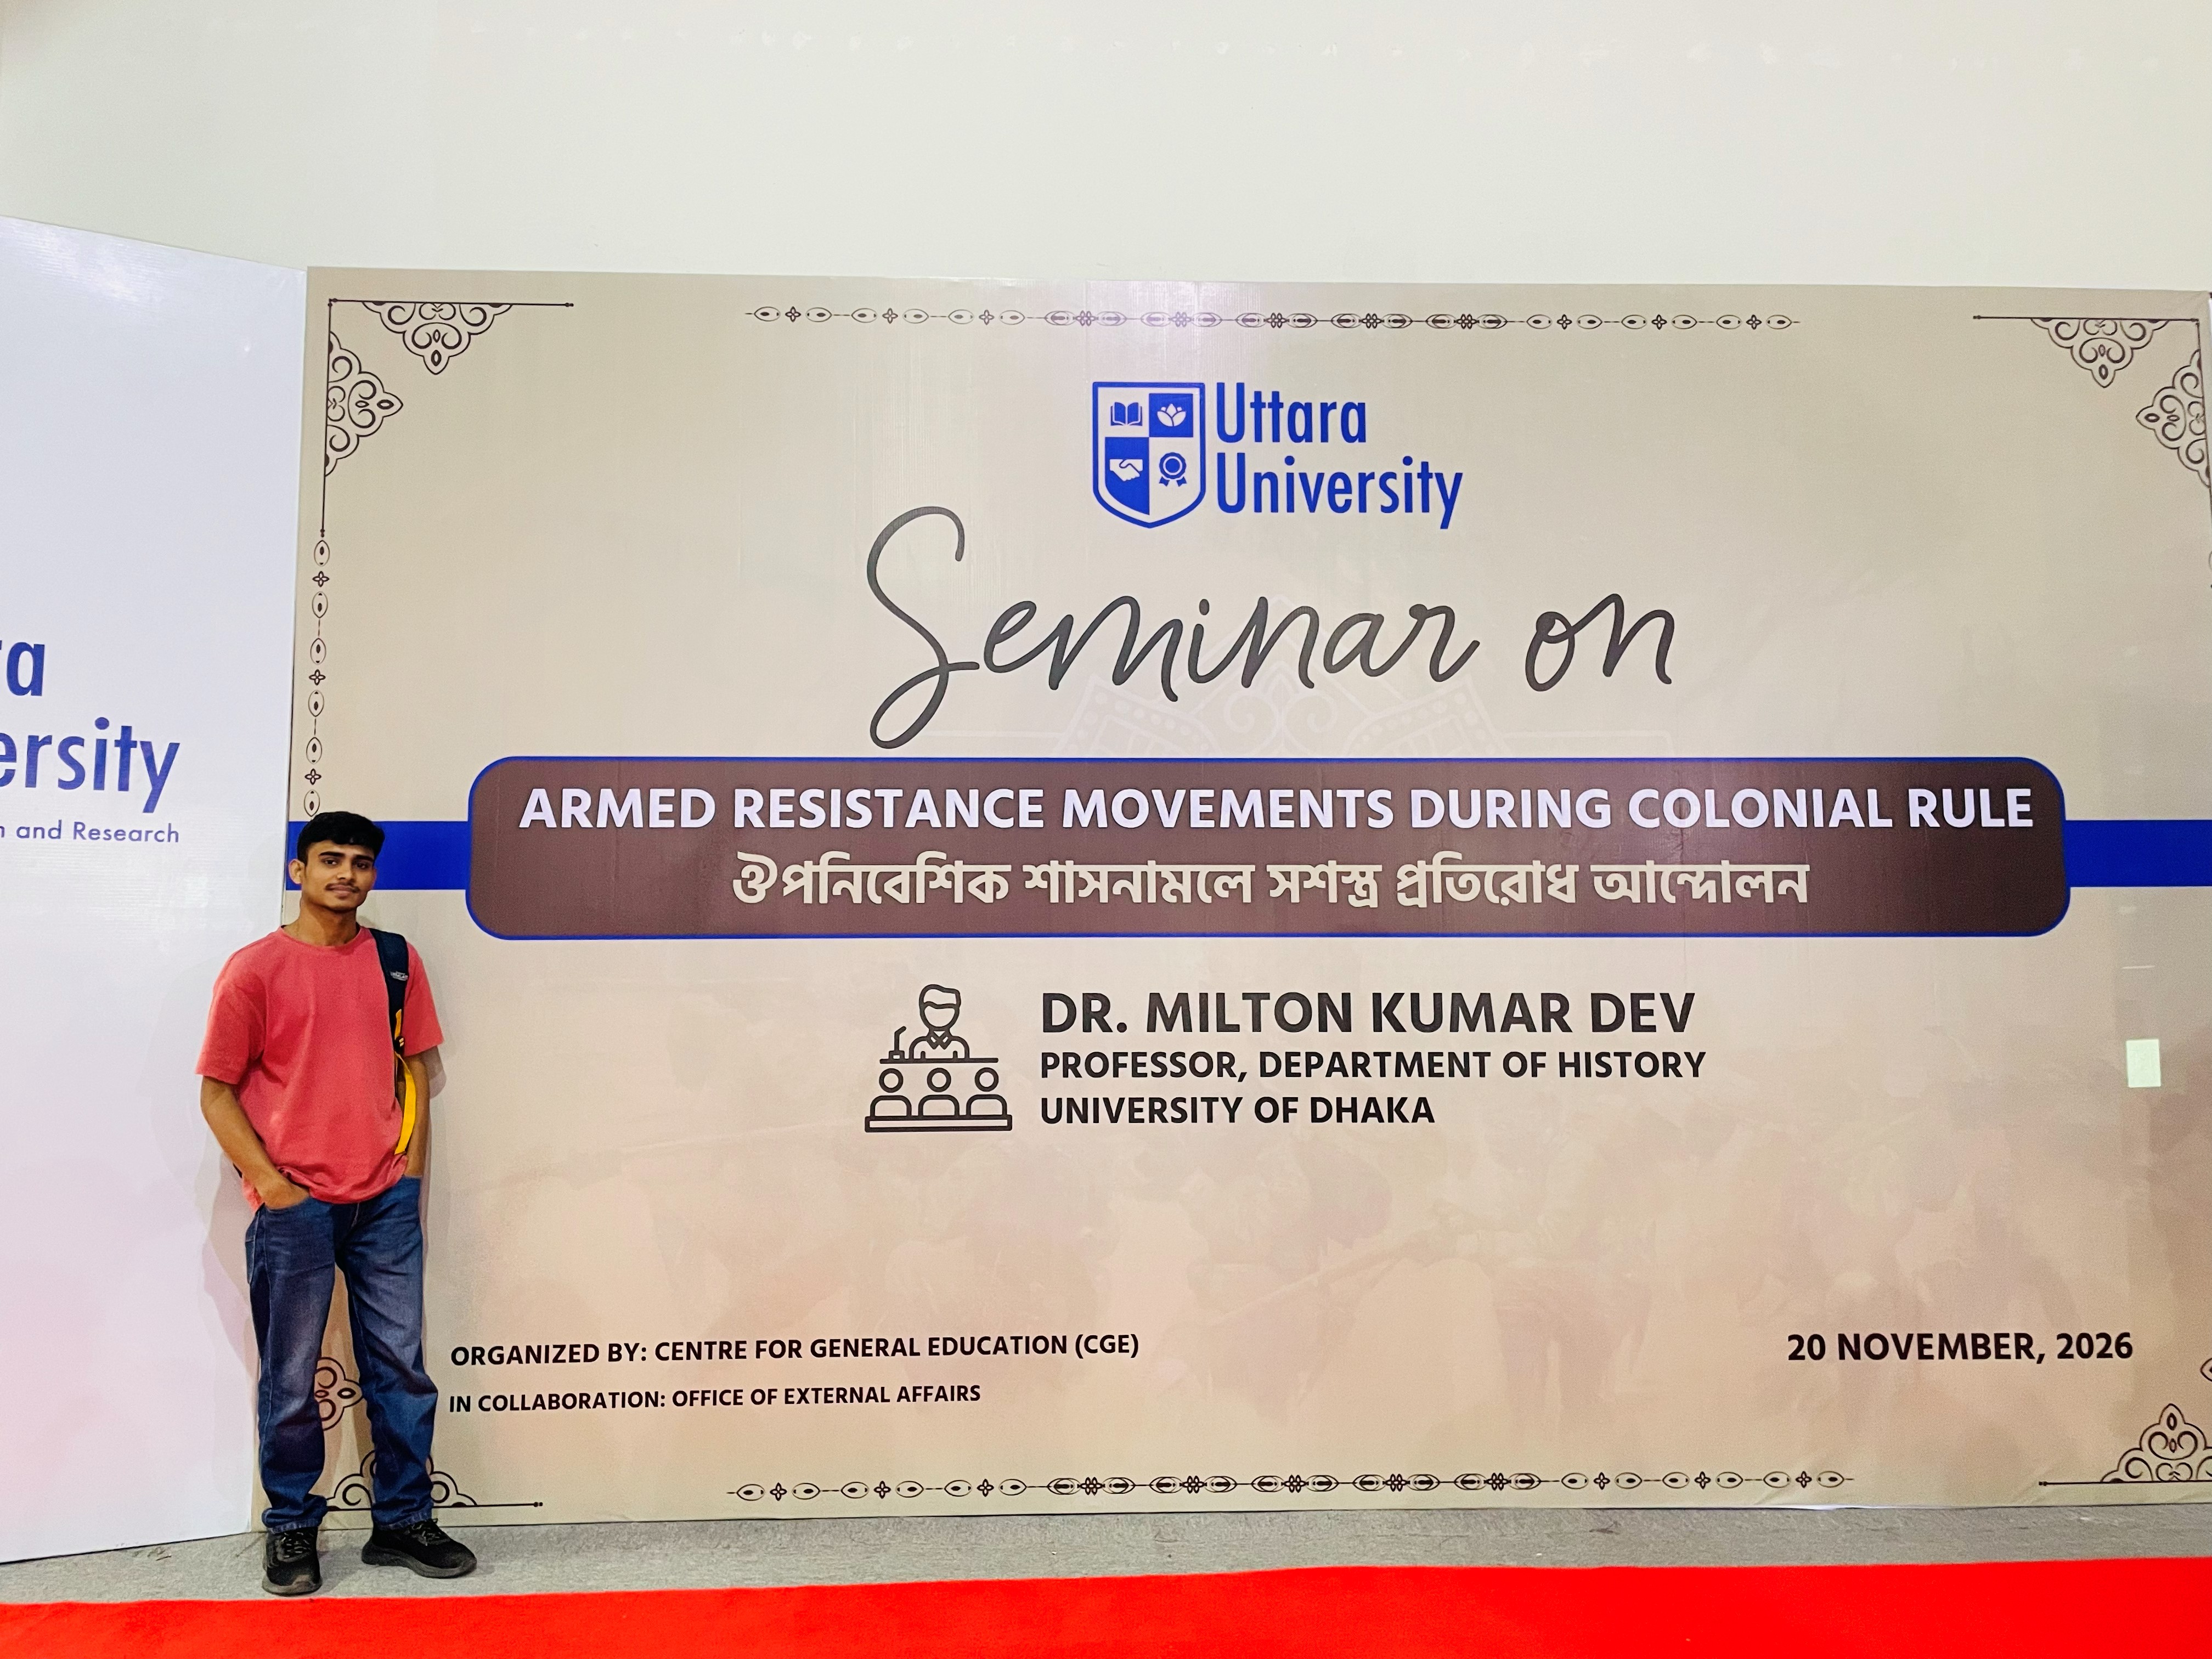 Uttara
University
Seminar on
ARMED RESISTANCE MOVEMENTS DURING COLONIAL RULE
ঔপনিবেশিক শাসনামলে সশস্ত্র প্রতিরোধ আন্দোলন
DR. MILTON KUMAR DEV
PROFESSOR, DEPARTMENT OF HISTORY
UNIVERSITY OF DHAKA
ORGANIZED BY: CENTRE FOR GENERAL EDUCATION (CGE)
IN COLLABORATION: OFFICE OF EXTERNAL AFFAIRS
20 NOVEMBER, 2026
ra
ersity
n and Research